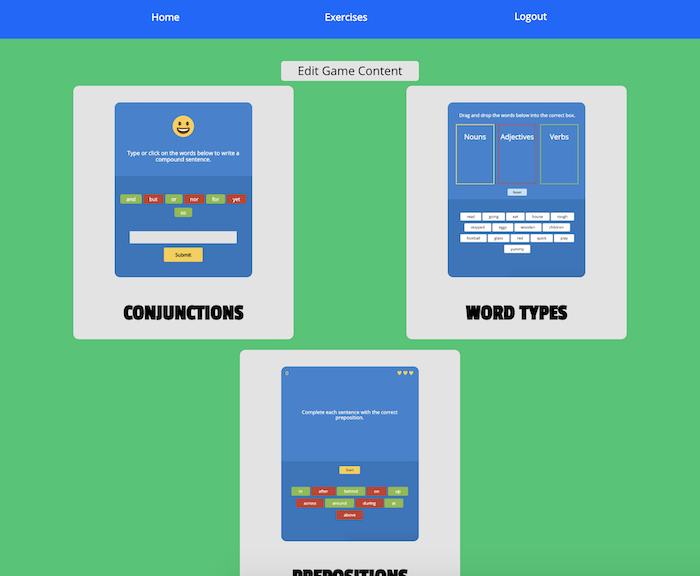 Home Exercises Logout
Edit Game Content
Type or click on the words below to write a
compound sentence.
and but or nor for yet
so
Submit
CONJUNCTIONS
Drag and drop the words below into the correct box.
Nouns Adjectives Verbs
Reset
read going eat house rough
skipped eggs wooden children
football glass red quick play
yummy
WORD TYPES
0
Complete each sentence with the correct
preposition.
Start
in after behind on up
across around during at
above
PREPOSITIONS